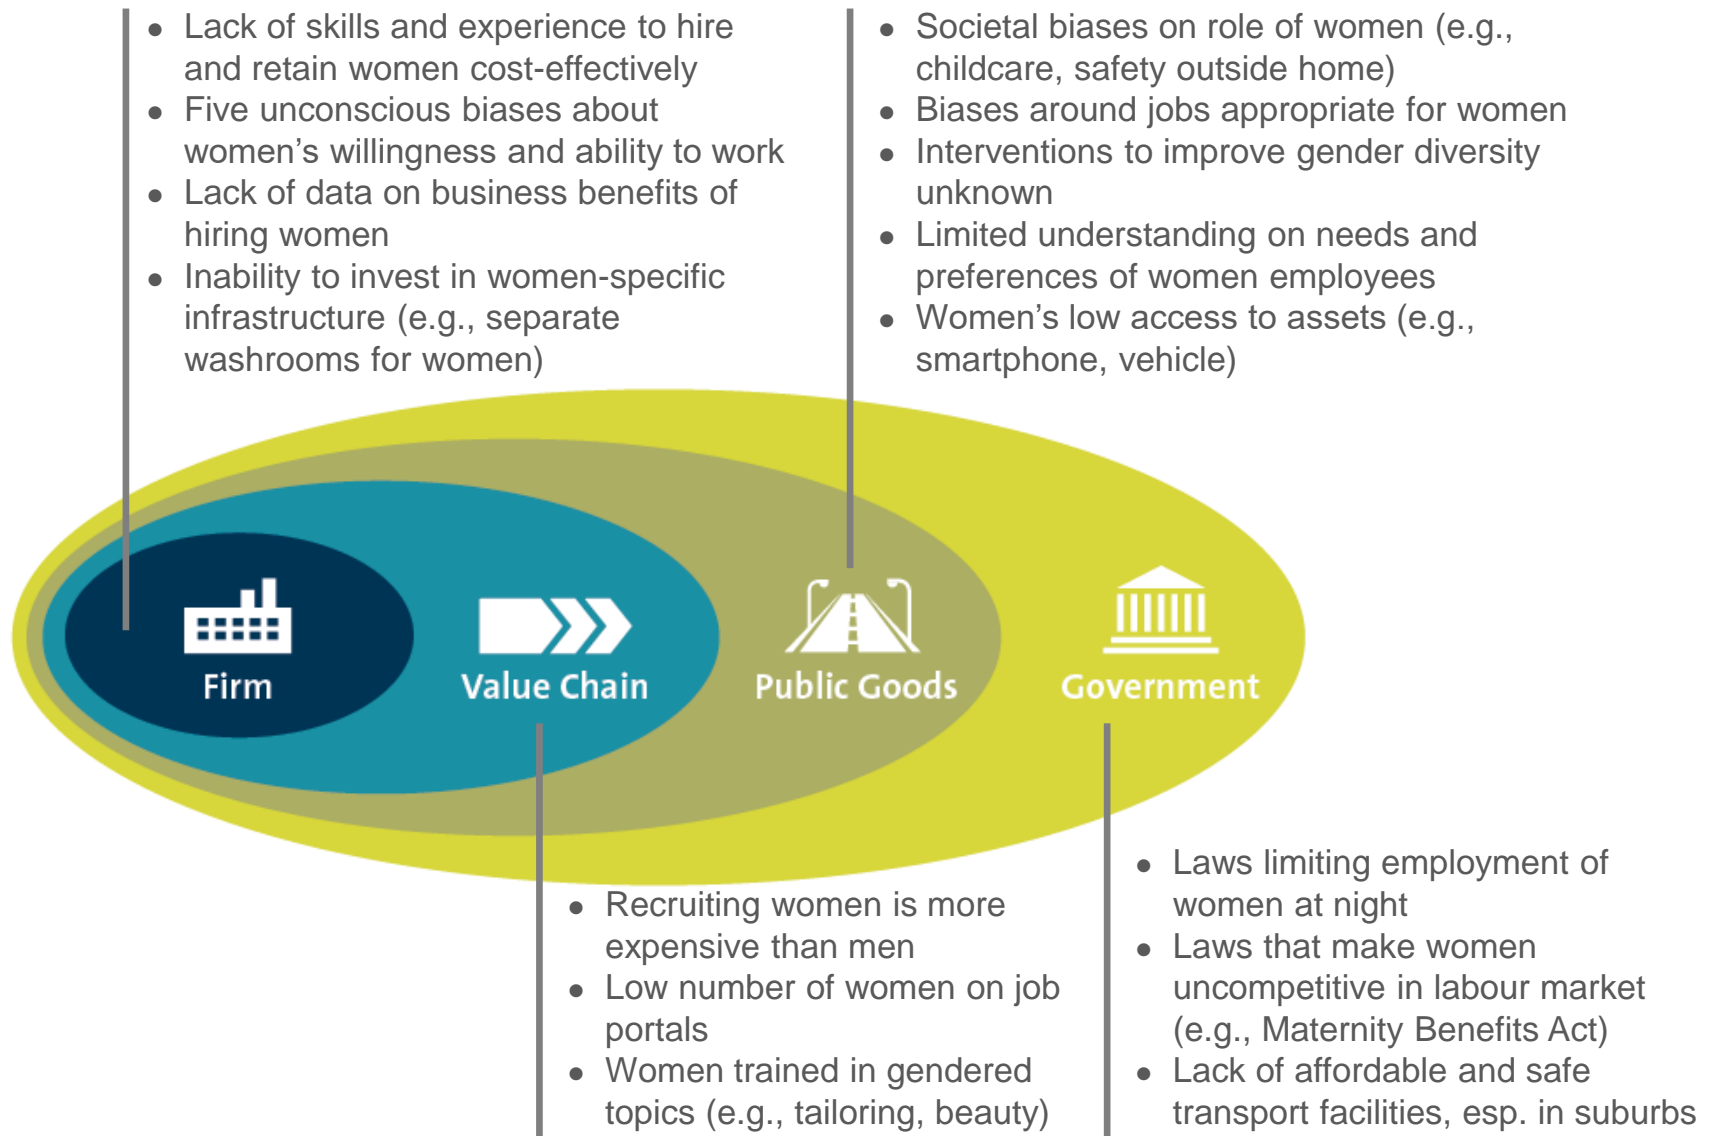 ● Lack of skills and experience to hire
and retain women cost-effectively
● Five unconscious biases about
women’s willingness and ability to work
● Lack of data on business benefits of
hiring women
● Inability to invest in women-specific
infrastructure (e.g., separate
washrooms for women)
● Societal biases on role of women (e.g.,
childcare, safety outside home)
● Biases around jobs appropriate for women
● Interventions to improve gender diversity
unknown
● Limited understanding on needs and
preferences of women employees
● Women’s low access to assets (e.g.,
smartphone, vehicle)
Firm
Value Chain
Public Goods
Government
● Recruiting women is more
expensive than men
● Low number of women on job
portals
● Women trained in gendered
topics (e.g., tailoring, beauty)
● Laws limiting employment of
women at night
● Laws that make women
uncompetitive in labour market
(e.g., Maternity Benefits Act)
● Lack of affordable and safe
transport facilities, esp. in suburbs